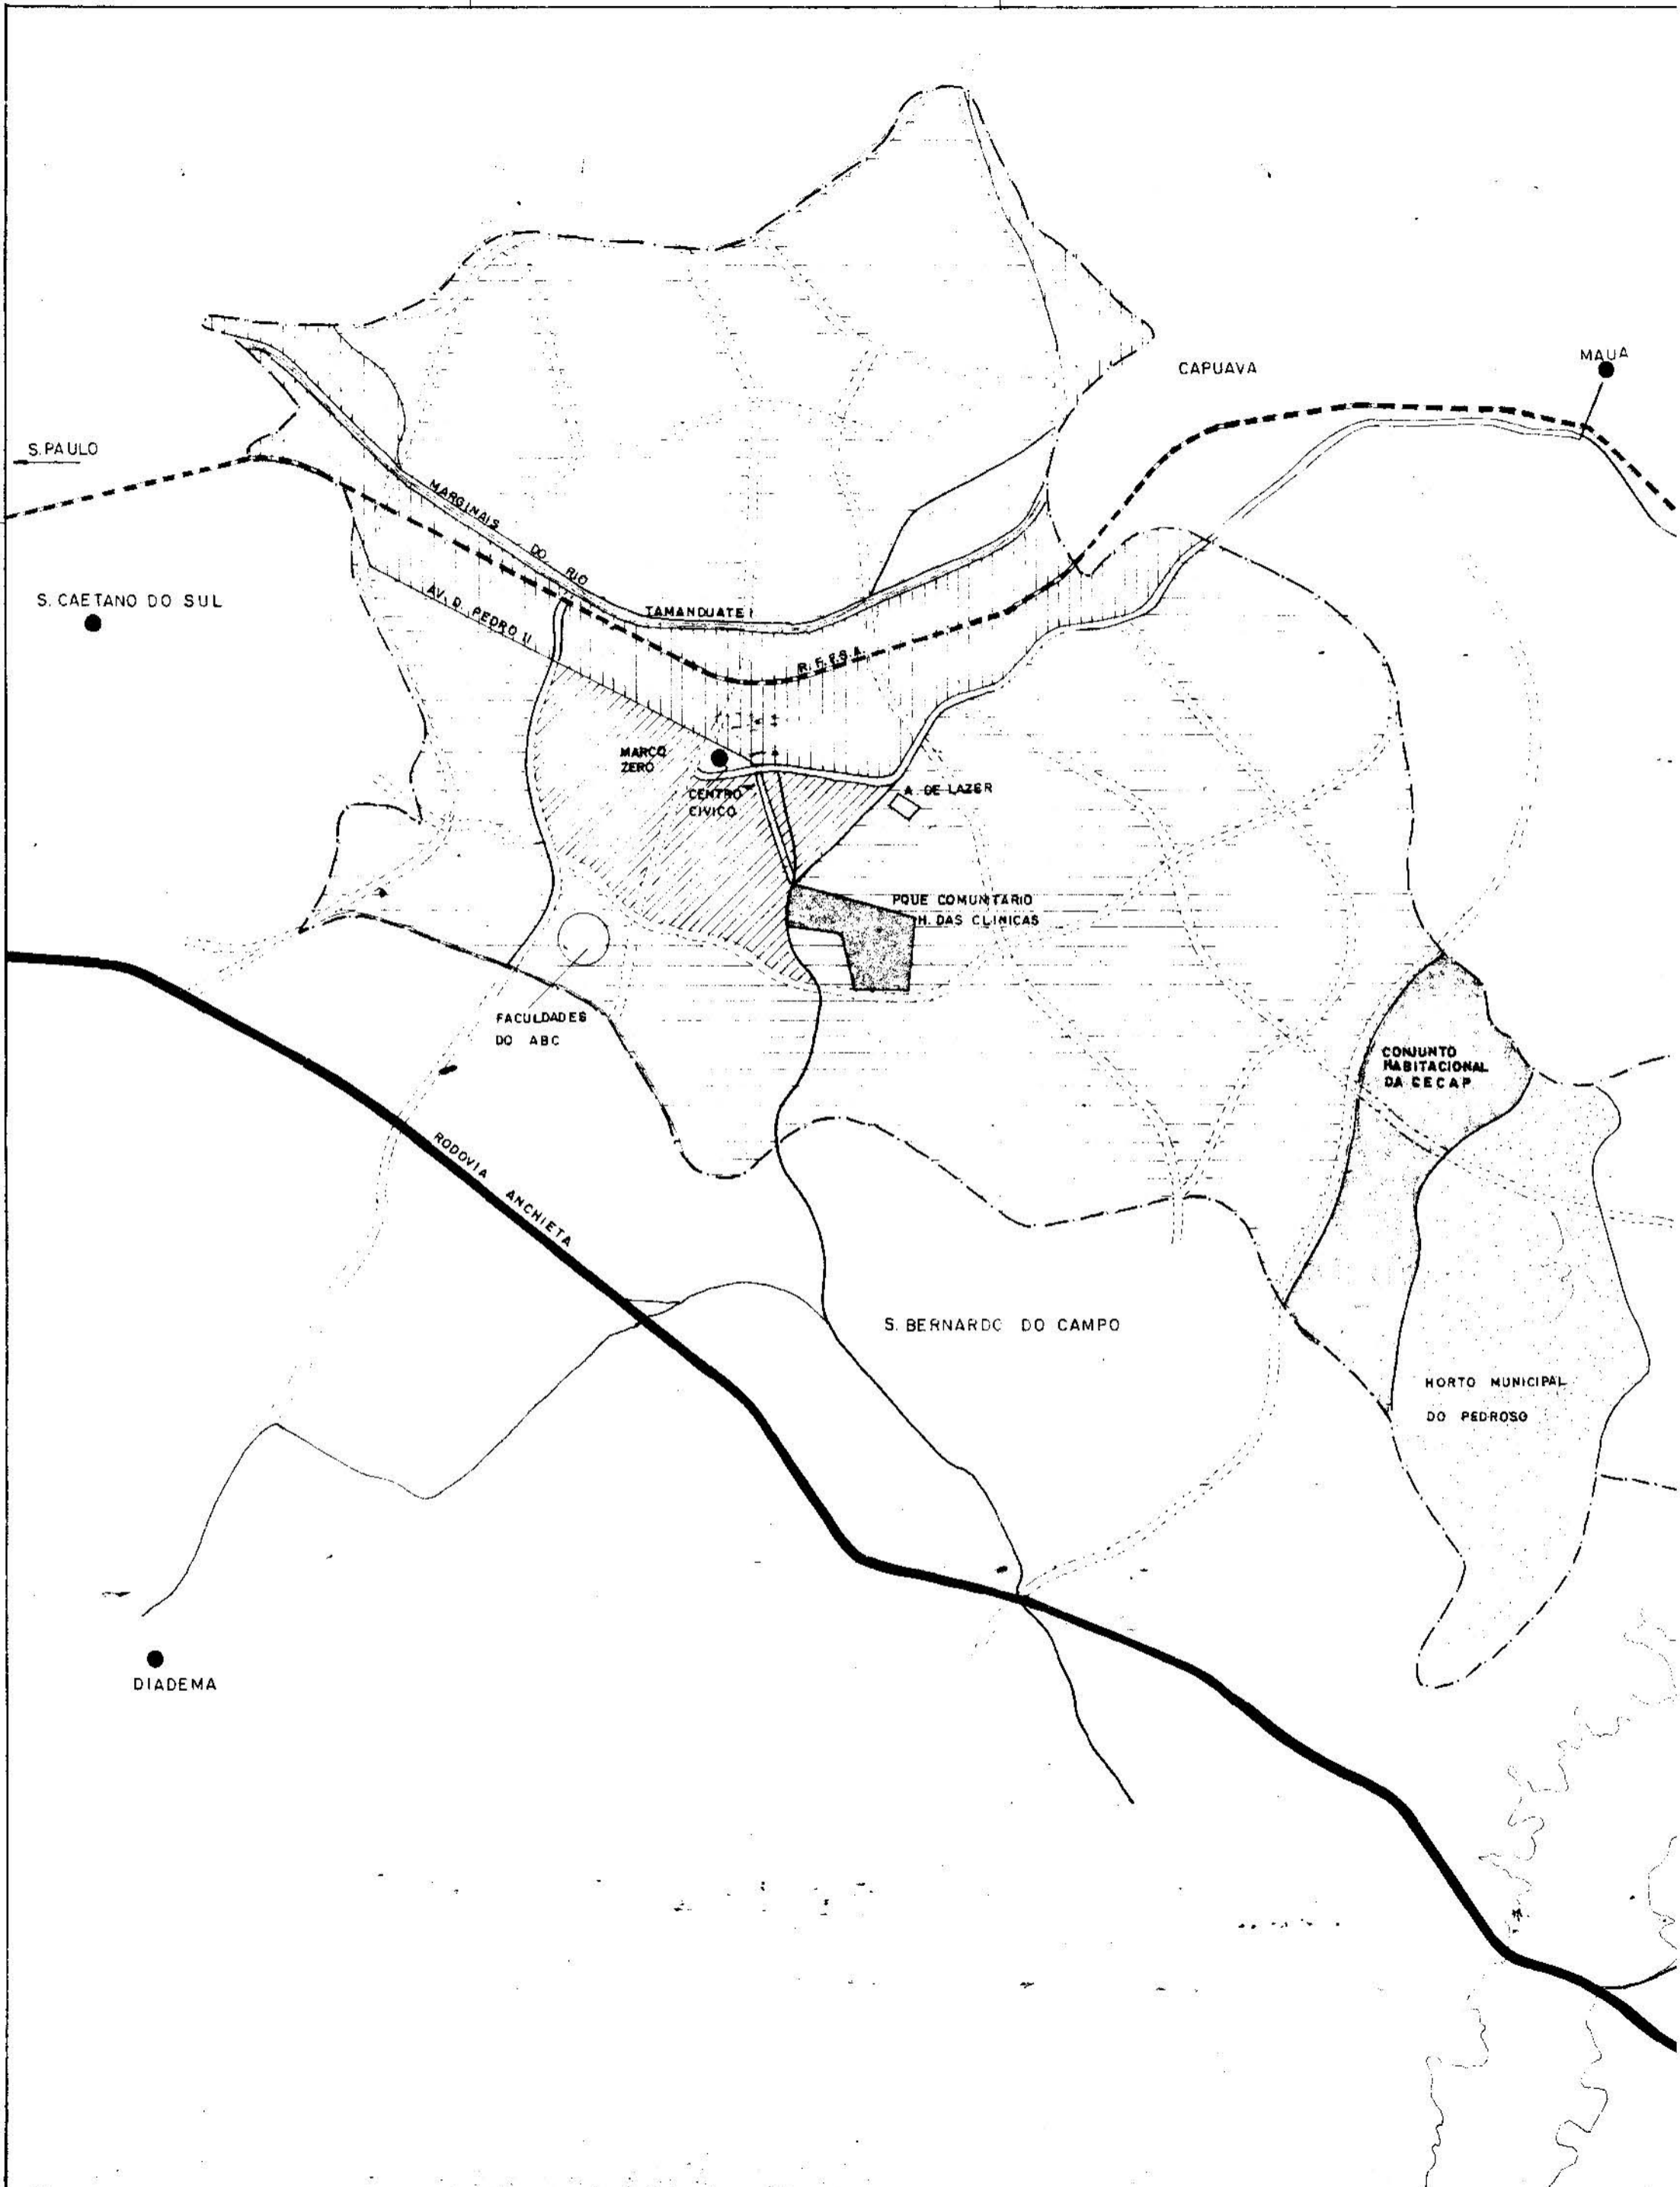 CAPUAVA
MAUA
S. PAULO
MARGINAIS DO RIO TAMANDUATEI
S. CAETANO DO SUL
AV. D. PEDRO II
R.F.F.S.A.
MARCO
ZERO
CENTRO
CIVICO
A. DE LAZER
PQUE COMUNITARIO
H. DAS CLINICAS
FACULDADES
DO ABC
CONJUNTO
HABITACIONAL
DA CECAP
RODOVIA ANCHIETA
S. BERNARDO DO CAMPO
HORTO MUNICIPAL
DO PEDROSO
DIADEMA